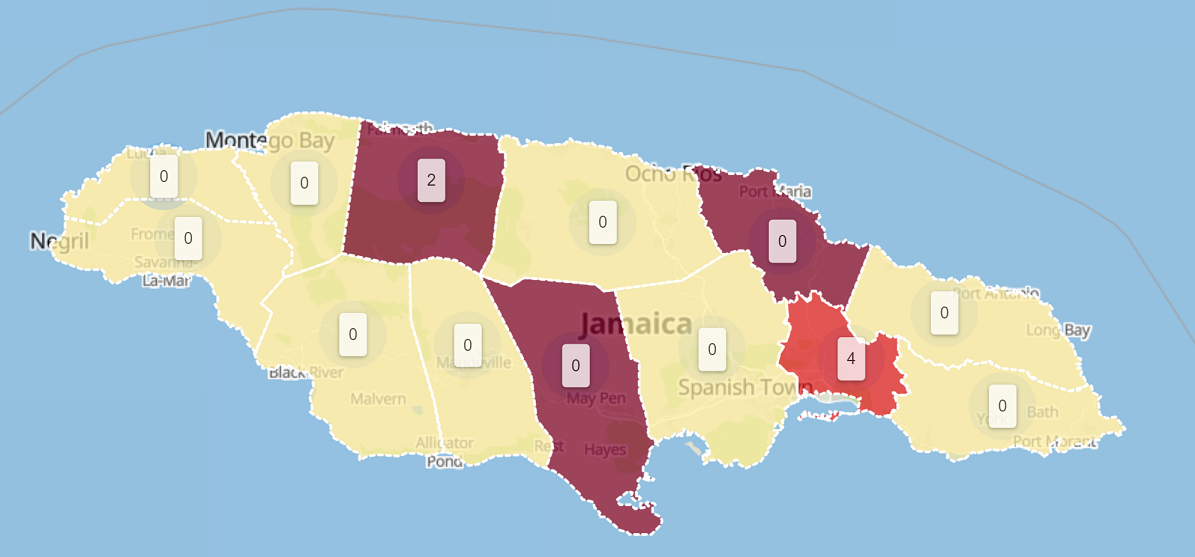 Montego Bay
Falmouth
Lucea
0
0
2
Ocho Rios
Port Maria
0
0
Negril
Frome
0
Savanna-
La-Mar
Port Antonio
0
Jamaica
Long Bay
0
0
Mandeville
0
0
4
Black River
Spanish Town
May Pen
Malvern
0
Bath
Alligator
Pond
Rest
Hayes
Port Morant